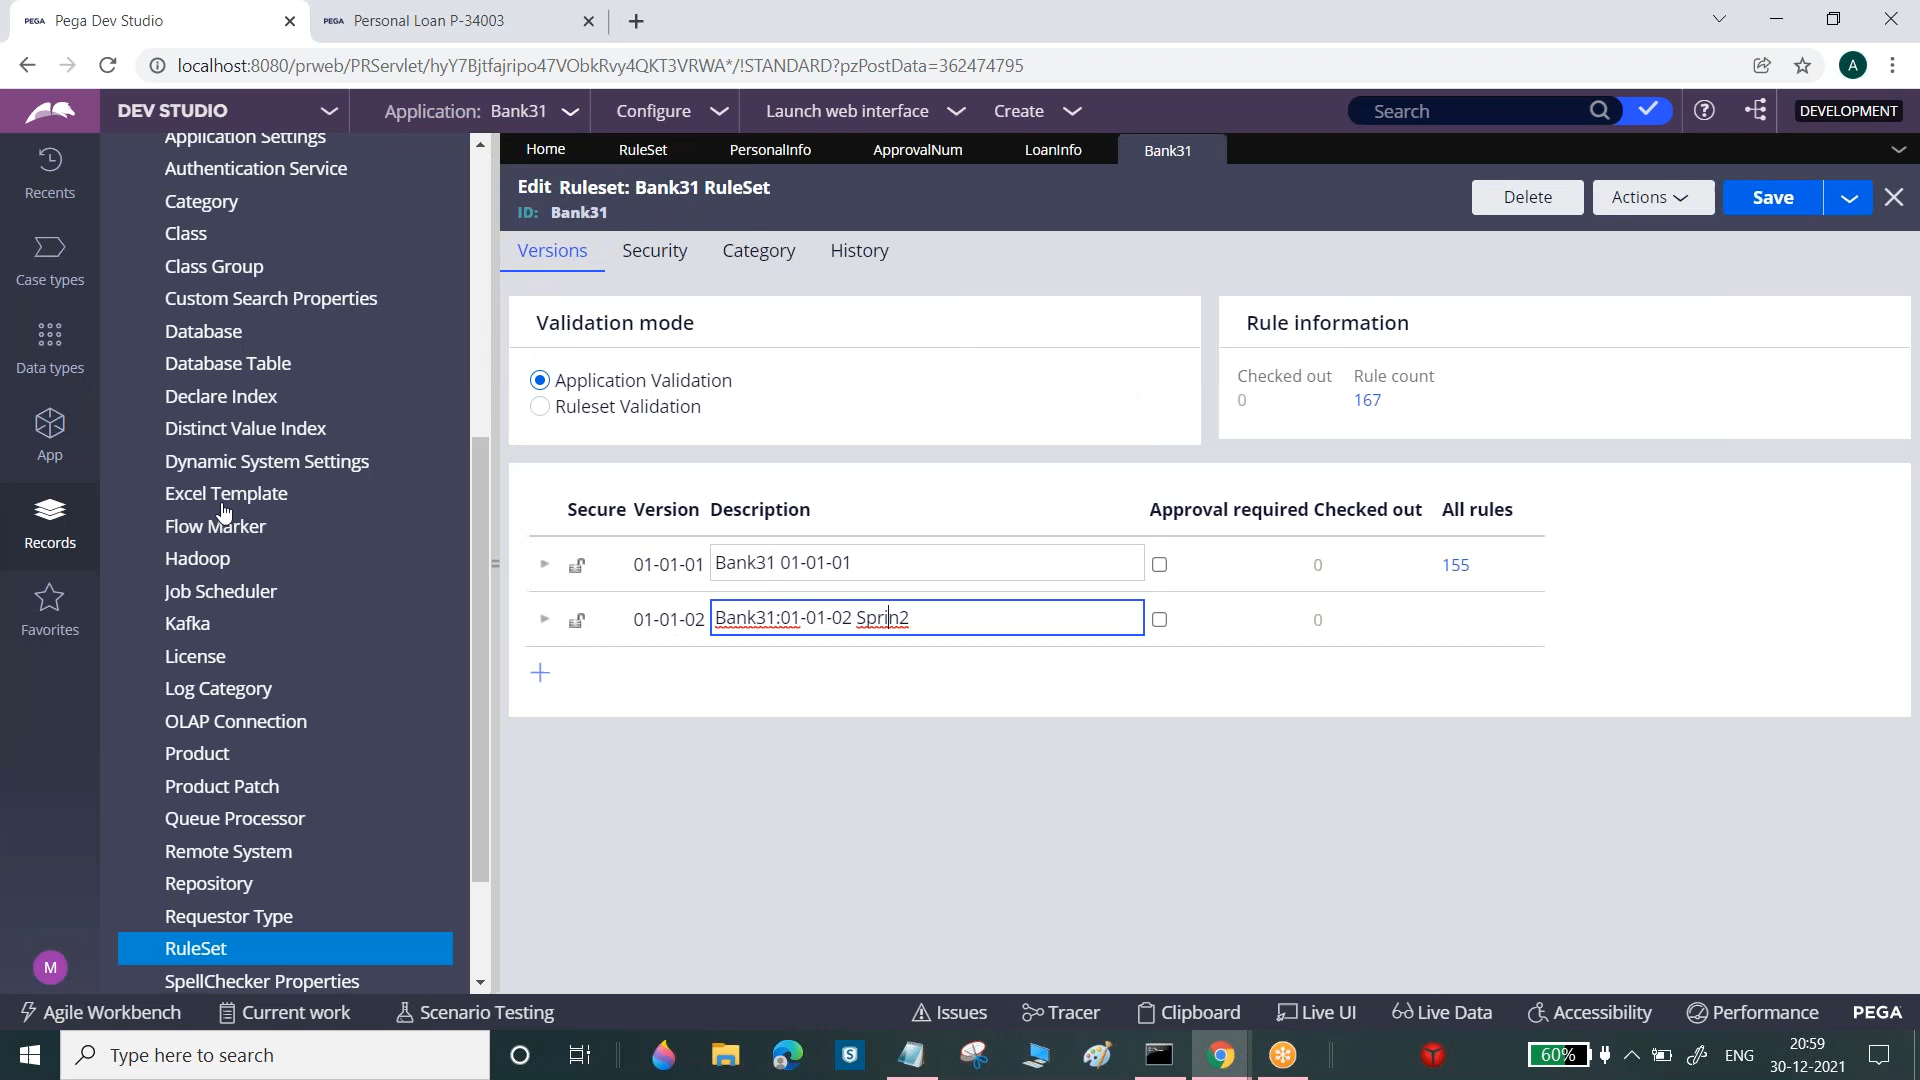 PEGA Pega Dev Studio
PEGA Personal Loan P-34003
localhost:8080/prweb/PRServlet/hyY7Bjtfajripo47VObkRvy4QKT3VRWA*/!STANDARD?pzPostData=362474795
A
DEV STUDIO
Application: Bank31
Configure
Launch web interface
Create
Search
DEVELOPMENT
Recents
Case types
Data types
App
Records
Favorites
M
Application Settings
Authentication Service
Category
Class
Class Group
Custom Search Properties
Database
Database Table
Declare Index
Distinct Value Index
Dynamic System Settings
Excel Template
Flow Marker
Hadoop
Job Scheduler
Kafka
License
Log Category
OLAP Connection
Product
Product Patch
Queue Processor
Remote System
Repository
Requestor Type
RuleSet
SpellChecker Properties
Home RuleSet PersonalInfo ApprovalNum LoanInfo Bank31
Edit Ruleset: Bank31 RuleSet
ID: Bank31
Delete Actions Save
Versions Security Category History
Validation mode
Application Validation
Ruleset Validation
Rule information
Checked out Rule count
0 167
Secure Version Description Approval required Checked out All rules
01-01-01 Bank31 01-01-01 0 155
01-01-02 Bank31:01-01-02 Sprin2 0
Agile Workbench Current work Scenario Testing Issues Tracer Clipboard Live UI Live Data Accessibility Performance PEGA
Type here to search
60%
ENG
20:59
30-12-2021